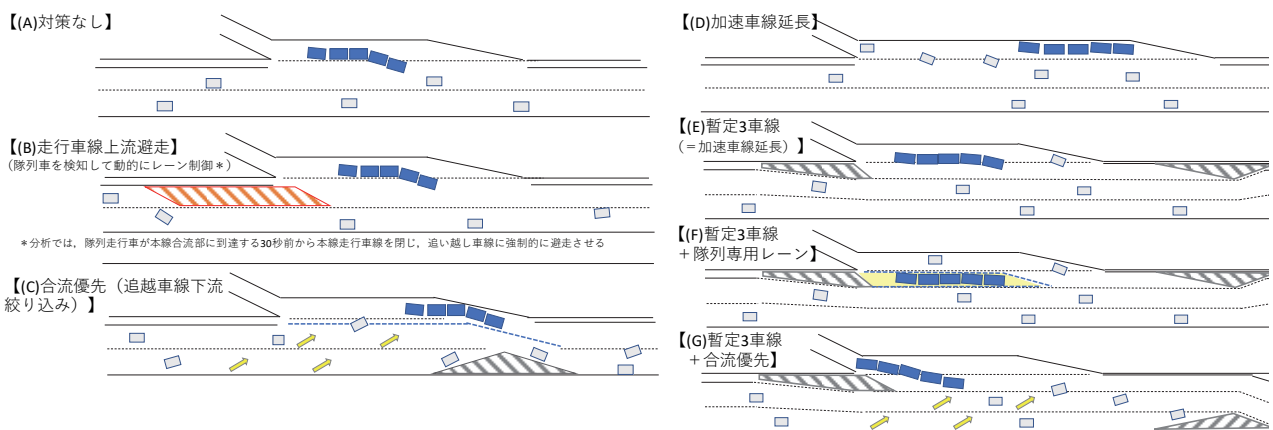 【(A)対策なし】
【(B)走行車線上流避走】
（隊列車を検知して動的にレーン制御＊）
＊分析では，隊列走行車が本線合流部に到達する30秒前から本線走行車線を閉じ，追い越し車線に強制的に避走させる
【(C)合流優先（追越車線下流
絞り込み）】
【(D)加速車線延長】
【(E)暫定3車線
（＝加速車線延長）】
【(F)暫定3車線
＋隊列専用レーン】
【(G)暫定3車線
＋合流優先】